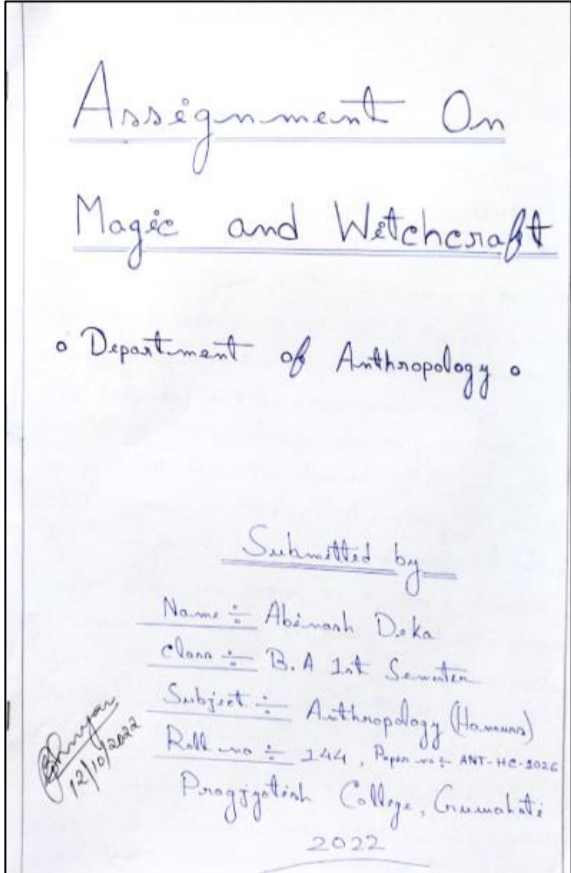 Assignment On
Magic and Witchcraft
Department of Anthropology
Submitted by
Name ÷ Abinash Deka
Class ÷ B.A 1st Semester
Subject ÷ Anthropology (Honours)
Roll no ÷ 144, Paper no ÷ ANT-HC-1026
Pragjyotish College, Guwahati
2022
12/10/2022